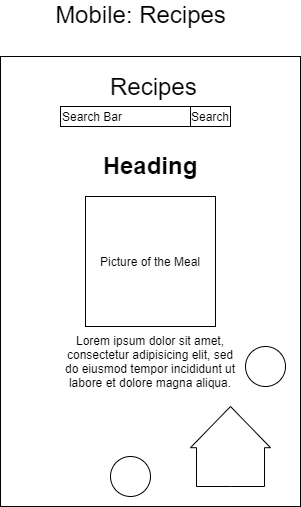 Mobile: Recipes
Recipes
Search Bar
Search
Heading
Picture of the Meal
Lorem ipsum dolor sit amet,
consectetur adipisicing elit, sed
do eiusmod tempor incididunt ut
labore et dolore magna aliqua.